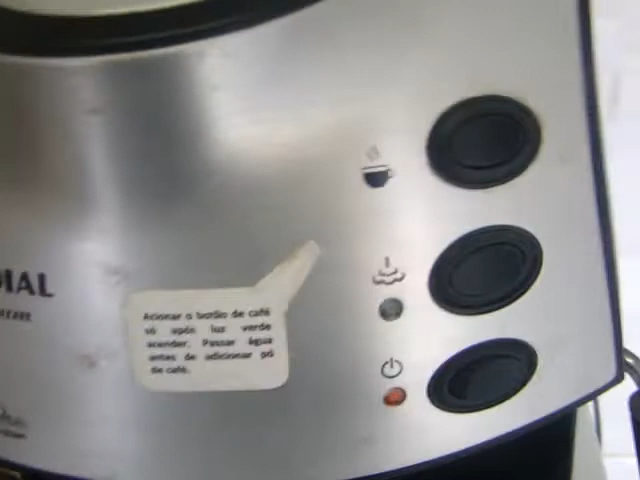 DIAL
Acionar o botão de café
só após luz verde
acender. Passar água
antes de adicionar pó
de café.